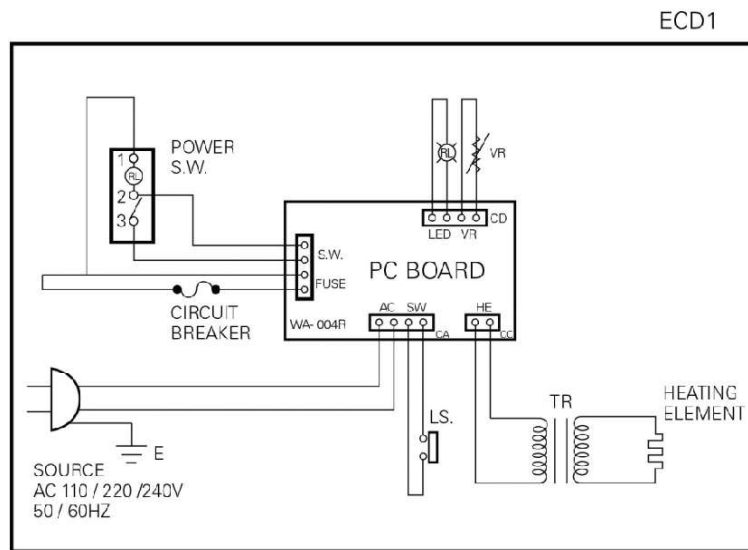 ECD1
POWER
S.W.
1
RL
2
3
RL
VR
CD
LED VR
S.W.
FUSE
PC BOARD
CIRCUIT
BREAKER
WA-004R
AC SW
CA
HE
CC
LS.
TR
HEATING
ELEMENT
E
SOURCE
AC 110 / 220 /240V
50 / 60HZ